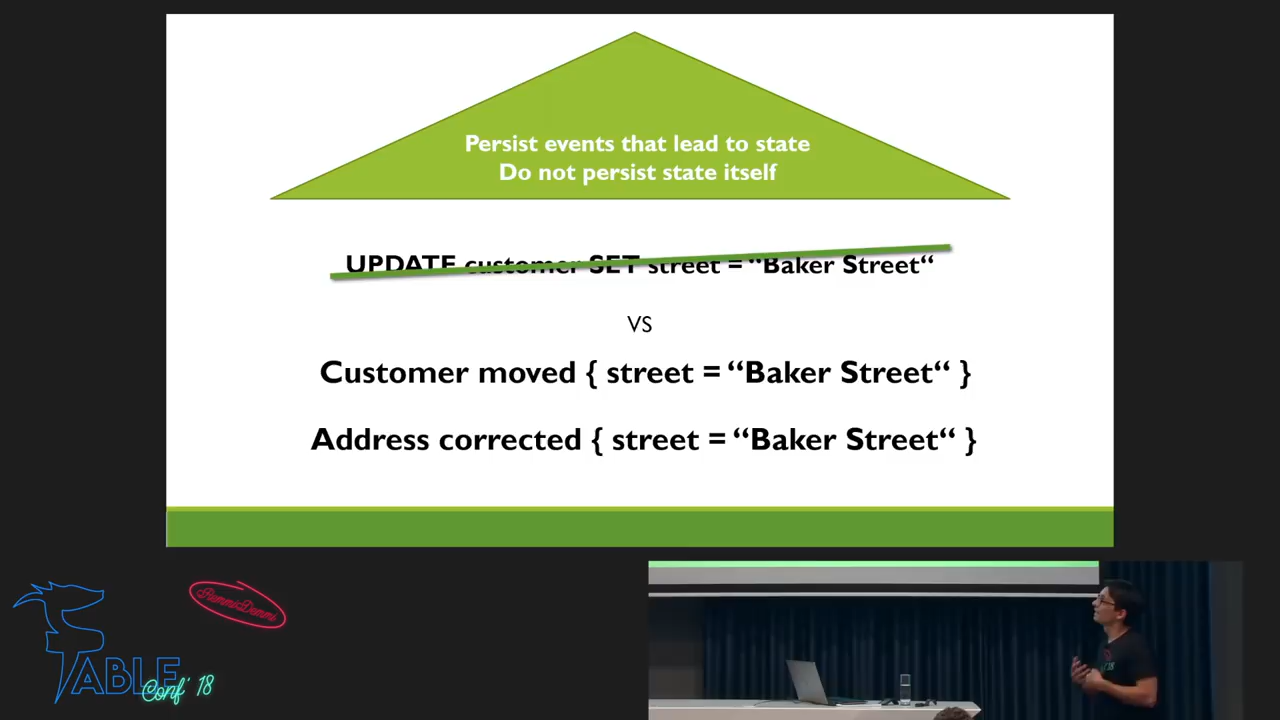 Persist events that lead to state
Do not persist state itself
UPDATE customer SET street = “Baker Street“
VS
Customer moved { street = “Baker Street“ }
Address corrected { street = “Baker Street“ }
FABLE
Conf' 18